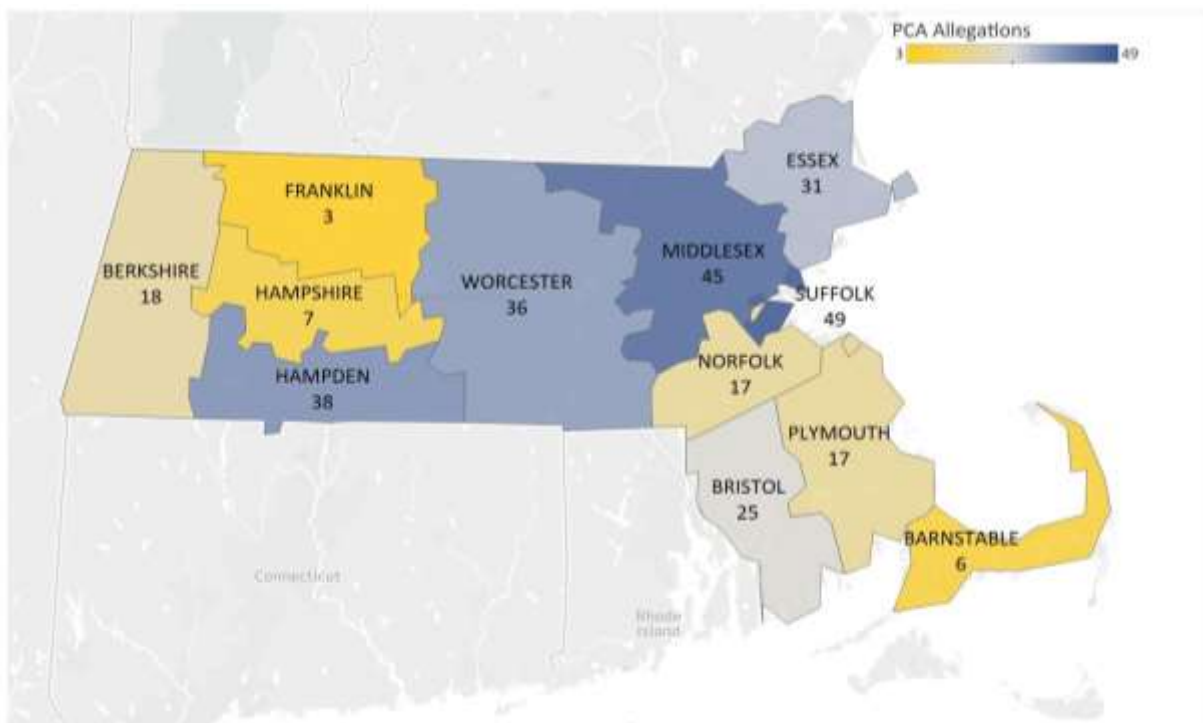 PCA Allegations
3 49
ESSEX
31
FRANKLIN
3
MIDDLESEX
45
BERKSHIRE
18
WORCESTER
36
HAMPSHIRE
7
SUFFOLK
49
NORFOLK
17
HAMPDEN
38
PLYMOUTH
17
BRISTOL
25
BARNSTABLE
6
Connecticut
Rhode
Island